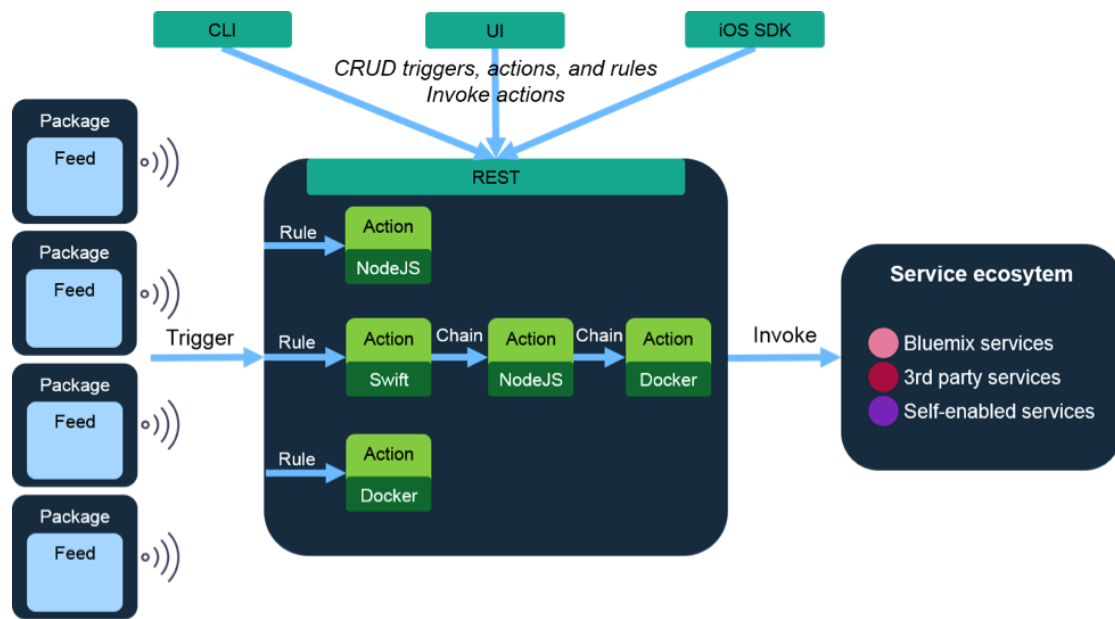 CLI
UI
iOS SDK
CRUD triggers, actions, and rules
Invoke actions
Package
Feed
Package
Feed
Package
Feed
Package
Feed
Trigger
REST
Rule
Action
NodeJS
Rule
Action
Swift
Chain
Action
NodeJS
Chain
Action
Docker
Rule
Action
Docker
Invoke
Service ecosytem
Bluemix services
3rd party services
Self-enabled services